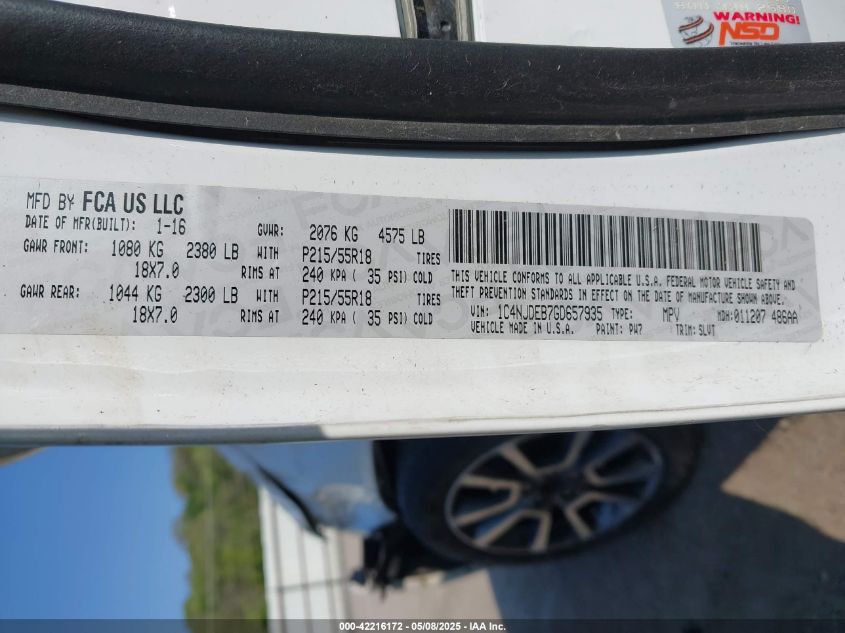 WARNING!
NSD
MFD BY FCA US LLC
DATE OF MFR(BUILT): 1-16 GVWR: 2076 KG 4575 LB
GAWR FRONT: 1080 KG 2380 LB WITH P215/55R18 TIRES
18X7.0 RIMS AT 240 KPA ( 35 PSI) COLD
GAWR REAR: 1044 KG 2300 LB WITH P215/55R18 TIRES
18X7.0 RIMS AT 240 KPA ( 35 PSI) COLD
THIS VEHICLE CONFORMS TO ALL APPLICABLE U.S.A. FEDERAL MOTOR VEHICLE SAFETY AND
THEFT PREVENTION STANDARDS IN EFFECT ON THE DATE OF MANUFACTURE SHOWN ABOVE.
VIN: 1C4NJDEB7GD657935 TYPE: MPV MDH: 011207 486AA
VEHICLE MADE IN U.S.A. PAINT: PW7 TRIM: SLVT
000-42216172 - 05/08/2025 - IAA Inc.